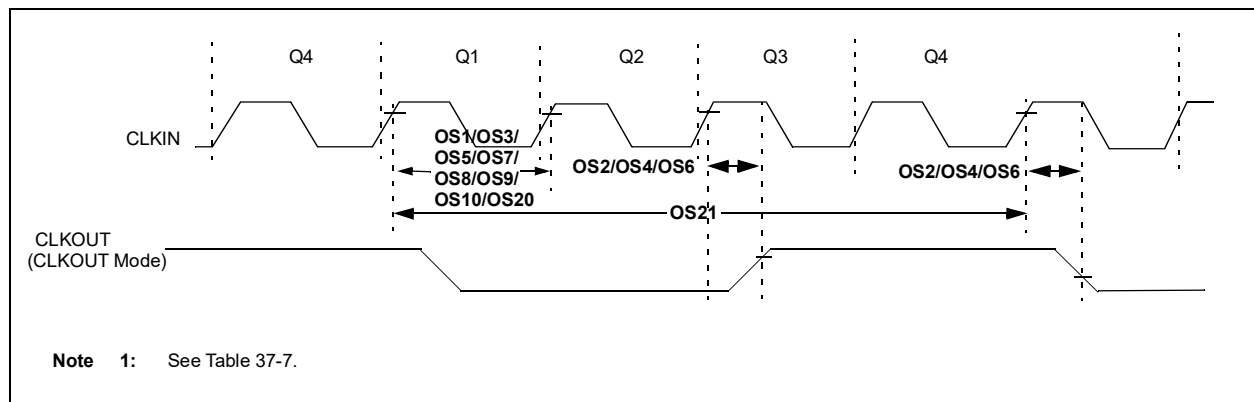 Q4 Q1 Q2 Q3 Q4
CLKIN
OS1/OS3/
OS5/OS7/
OS8/OS9/
OS10/OS20
OS2/OS4/OS6
OS2/OS4/OS6
OS21
CLKOUT
(CLKOUT Mode)
Note 1: See Table 37-7.